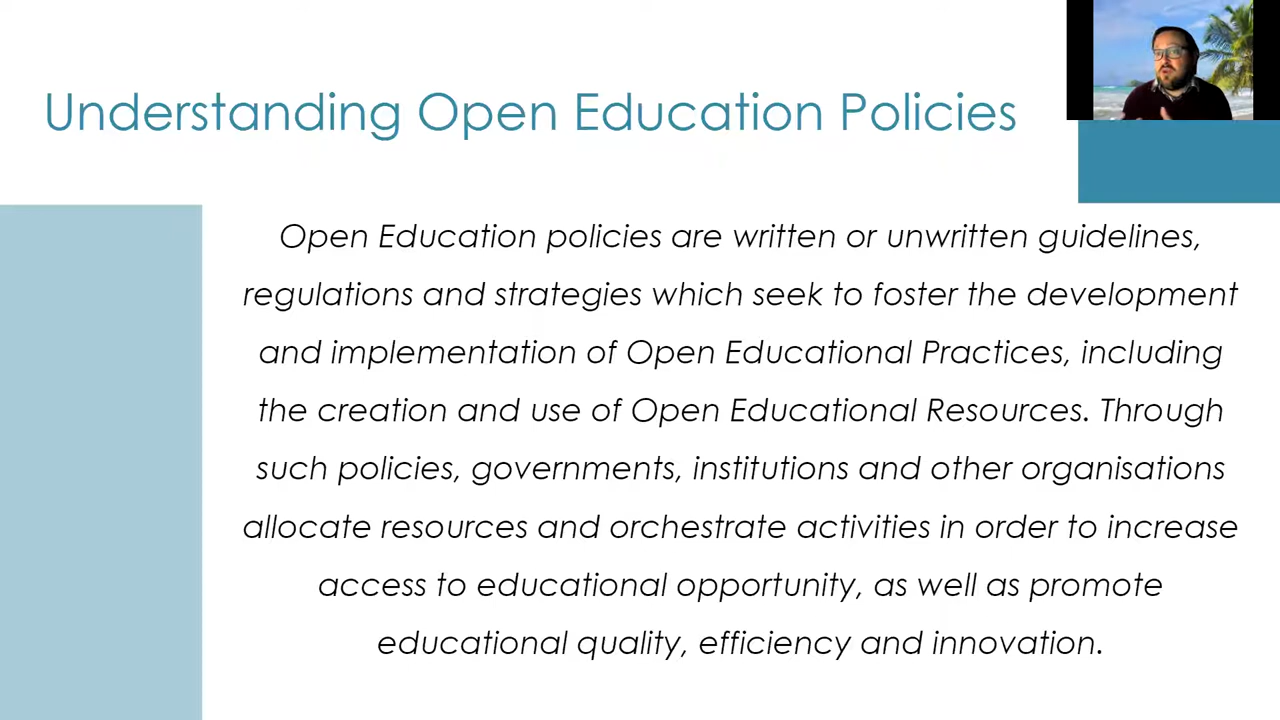 Understanding Open Education Policies
Open Education policies are written or unwritten guidelines,
regulations and strategies which seek to foster the development
and implementation of Open Educational Practices, including
the creation and use of Open Educational Resources. Through
such policies, governments, institutions and other organisations
allocate resources and orchestrate activities in order to increase
access to educational opportunity, as well as promote
educational quality, efficiency and innovation.